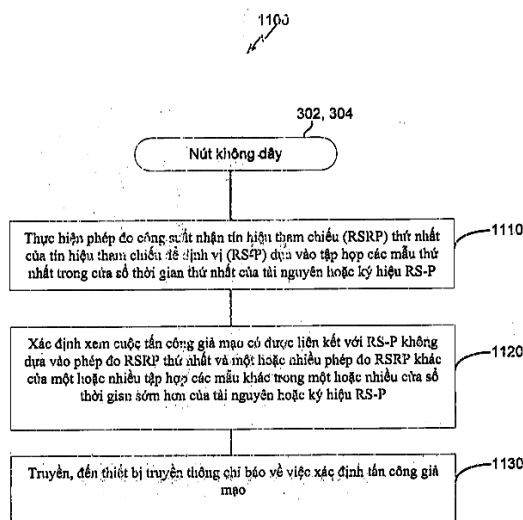 1100
302, 304
Nút không dây
1110
Thực hiện phép đo công suất nhận tín hiệu tham chiếu (RSRP) thứ nhất
của tín hiệu tham chiếu để định vị (RS-P) dựa vào tập hợp các mẫu thứ
nhất trong cửa sổ thời gian thứ nhất của tài nguyên hoặc ký hiệu RS-P
1120
Xác định xem cuộc tấn công giả mạo có được liên kết với RS-P không
dựa vào phép đo RSRP thứ nhất và một hoặc nhiều phép đo RSRP khác
của một hoặc nhiều tập hợp các mẫu khác trong một hoặc nhiều cửa sổ
thời gian sớm hơn của tài nguyên hoặc ký hiệu RS-P
1130
Truyền, đến thiết bị truyền thông chỉ báo về việc xác định tấn công giả
mạo